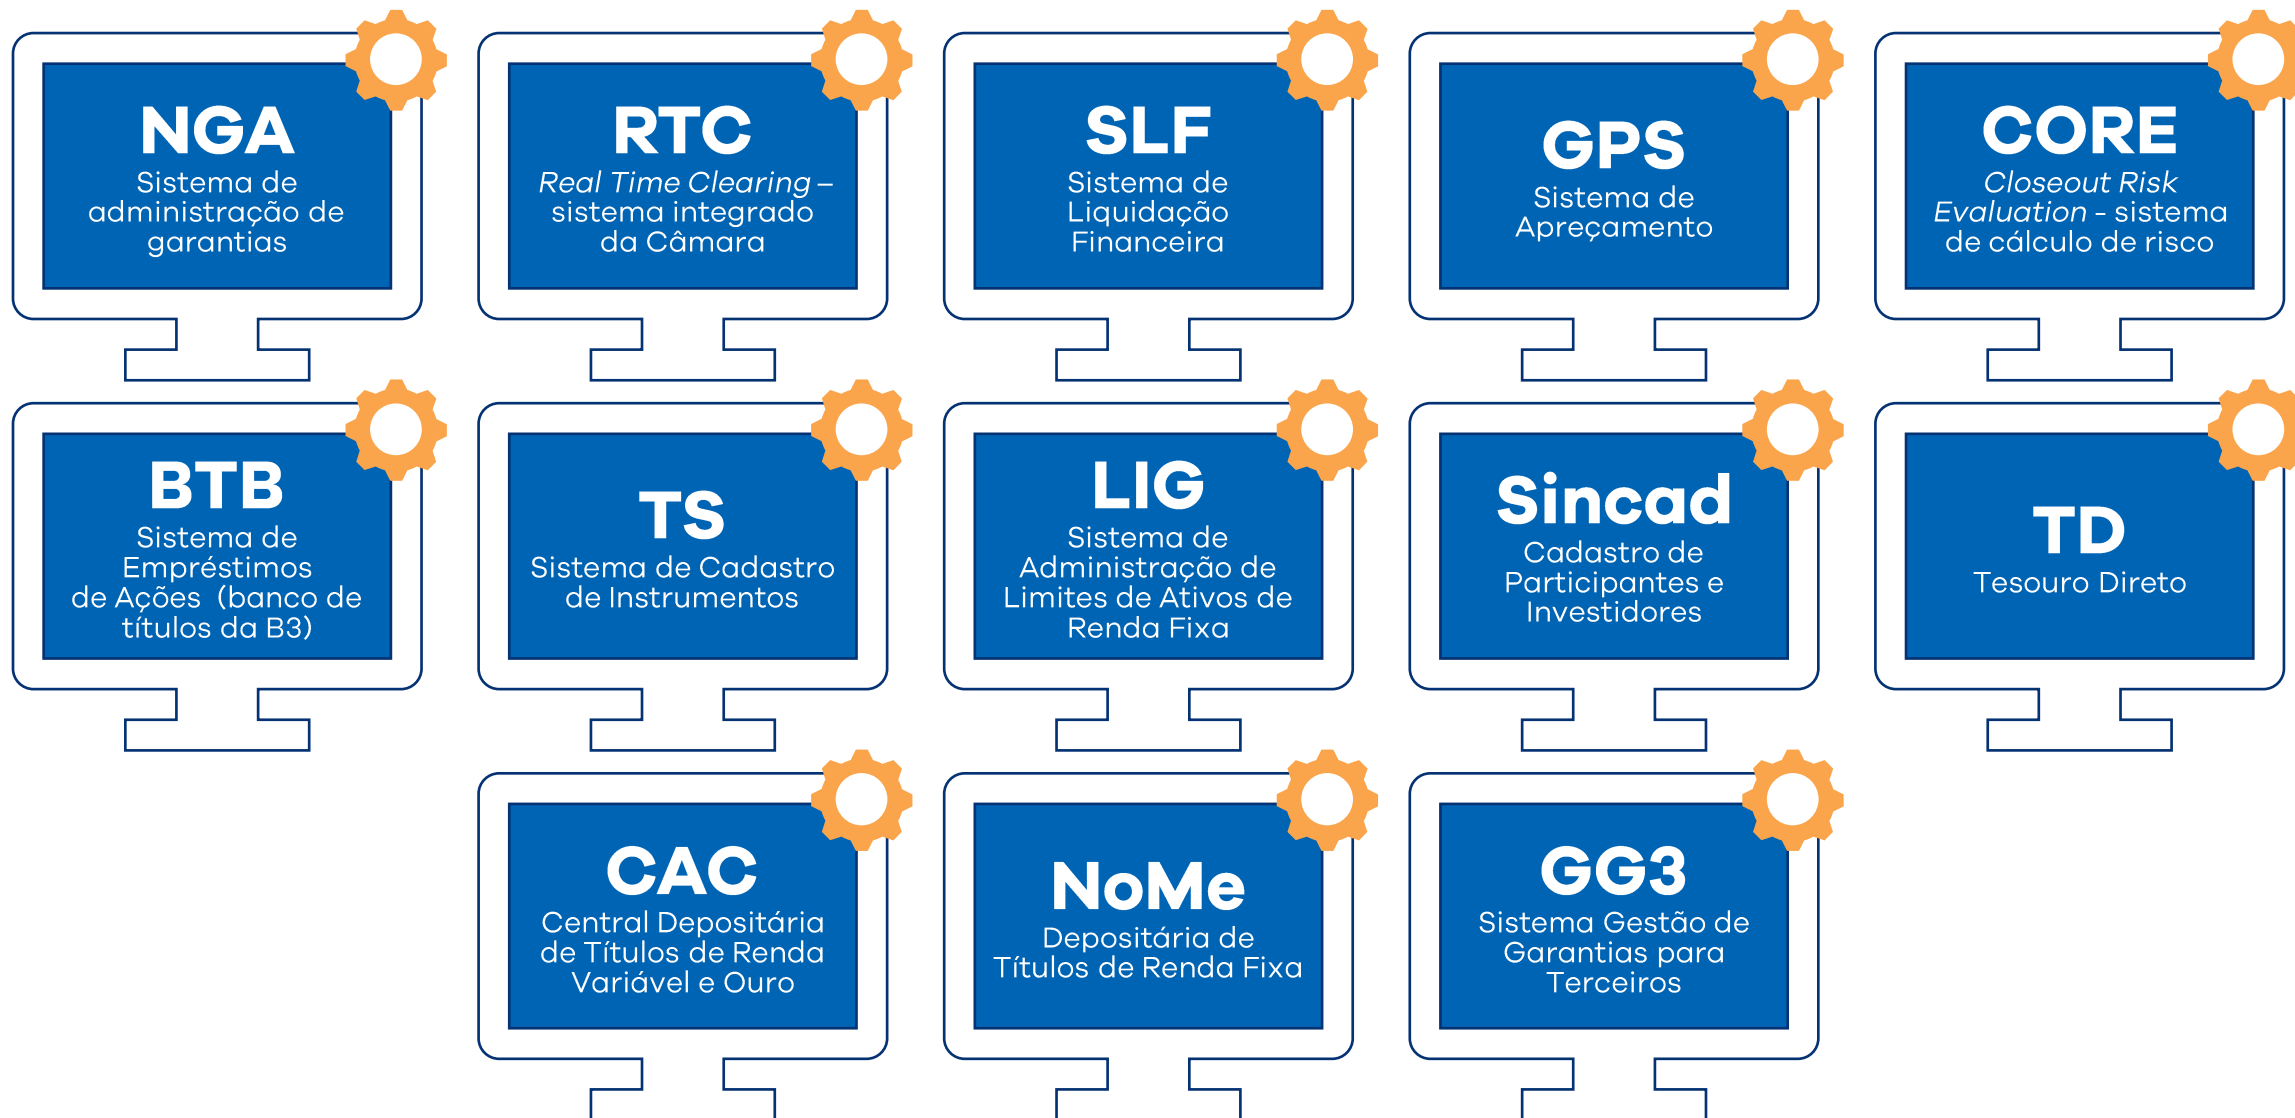 NGA
Sistema de
administração de
garantias
RTC
Real Time Clearing –
sistema integrado
da Câmara
SLF
Sistema de
Liquidação
Financeira
GPS
Sistema de
Apreçamento
CORE
Closeout Risk
Evaluation - sistema
de cálculo de risco
BTB
Sistema de
Empréstimos
de Ações (banco de
títulos da B3)
TS
Sistema de Cadastro
de Instrumentos
LIG
Sistema de
Administração de
Limites de Ativos de
Renda Fixa
Sincad
Cadastro de
Participantes e
Investidores
TD
Tesouro Direto
CAC
Central Depositária
de Títulos de Renda
Variável e Ouro
NoMe
Depositária de
Títulos de Renda Fixa
GG3
Sistema Gestão de
Garantias para
Terceiros